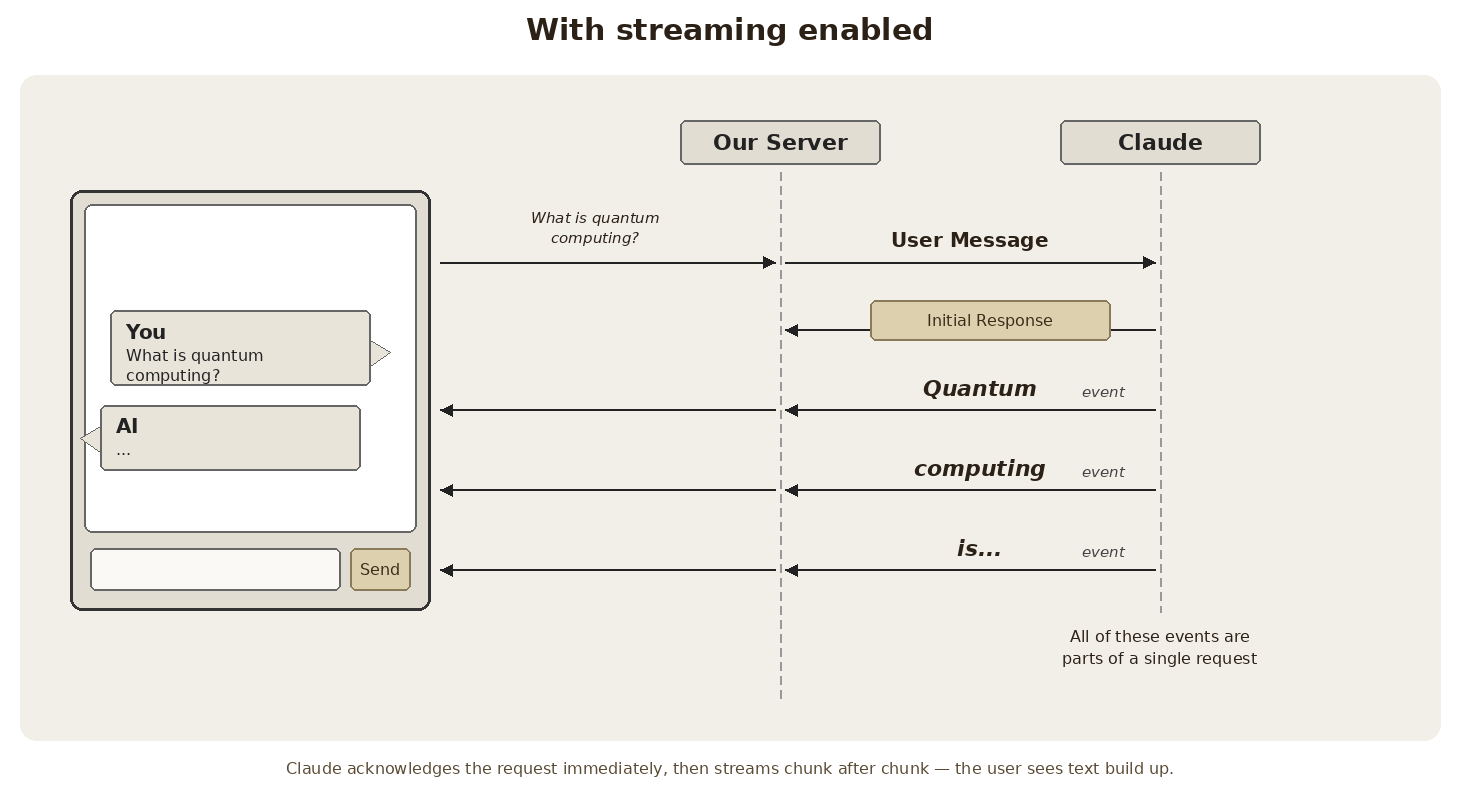 With streaming enabled
Our Server
Claude
What is quantum
computing?
User Message
Initial Response
You
What is quantum
computing?
Quantum
event
AI
...
computing
event
is...
event
Send
All of these events are
parts of a single request
Claude acknowledges the request immediately, then streams chunk after chunk — the user sees text build up.